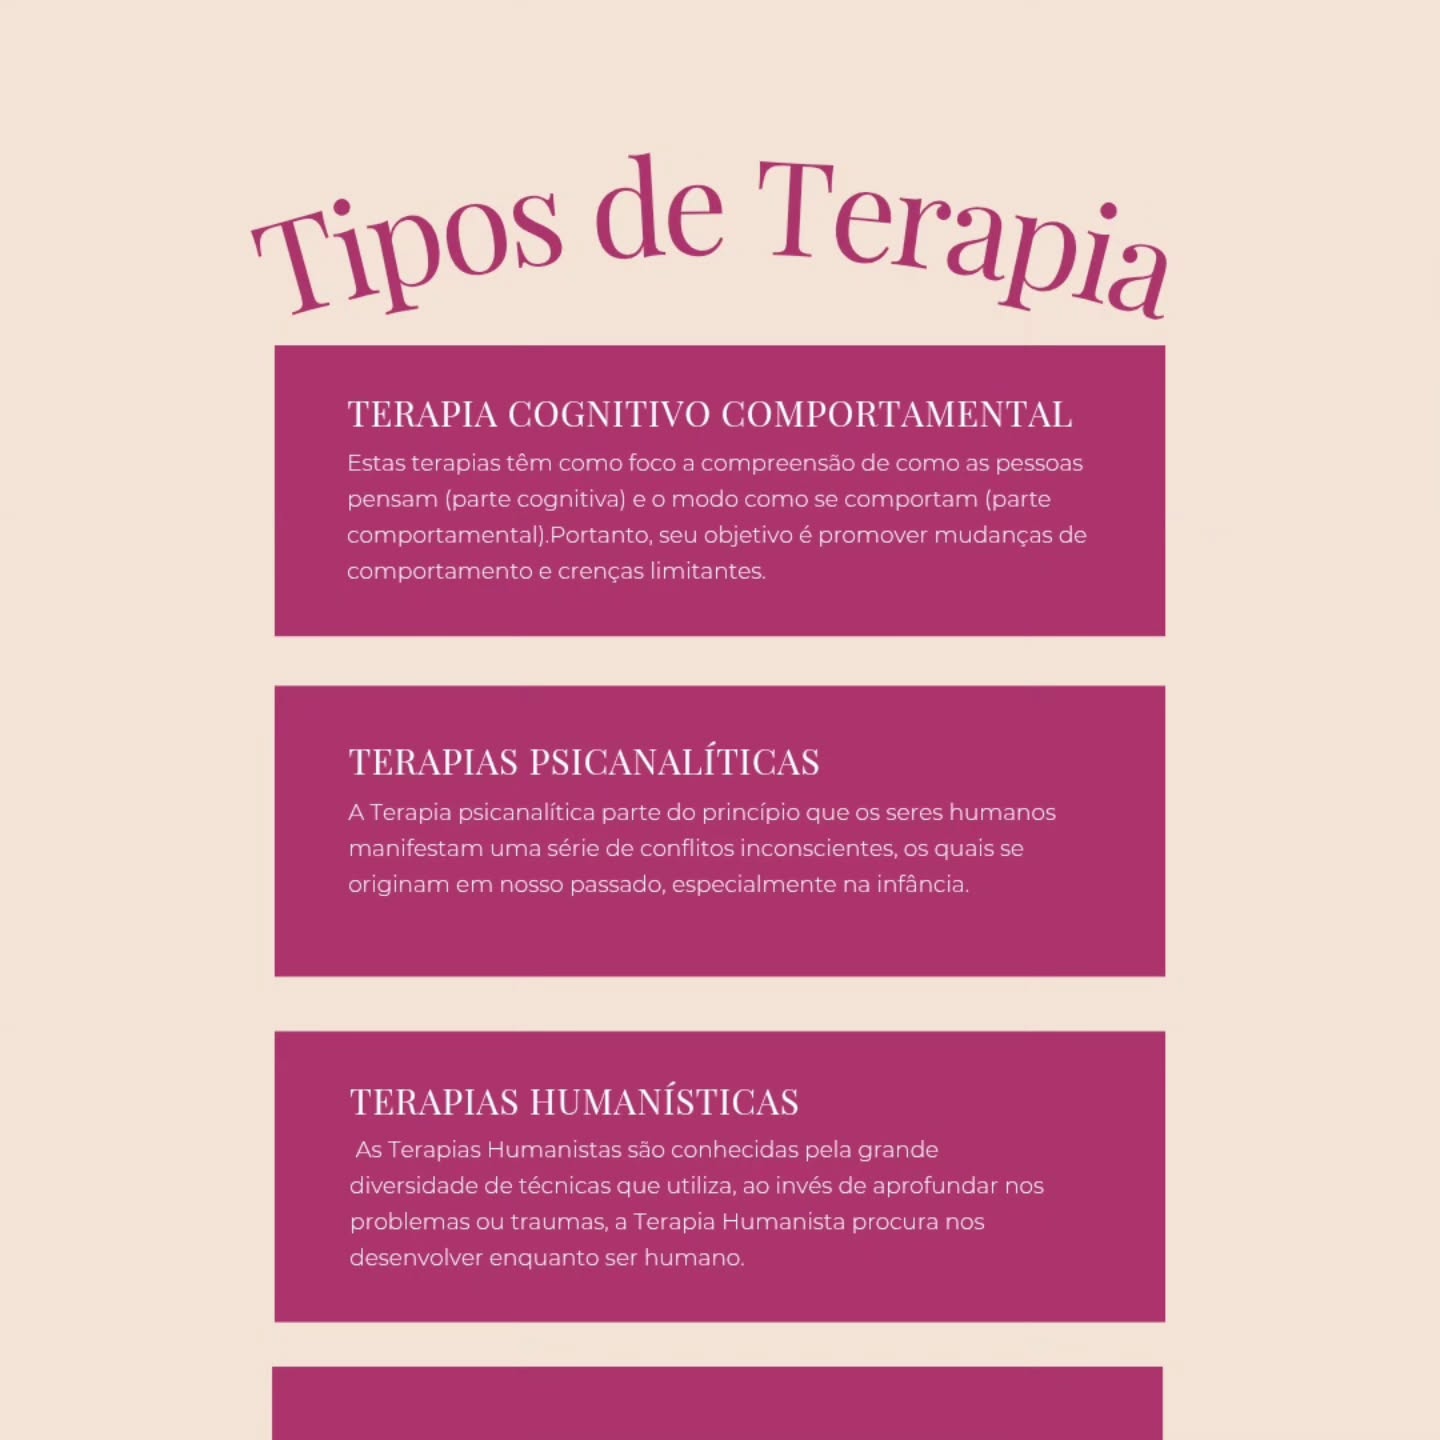 Tipos de Terapia
TERAPIA COGNITIVO COMPORTAMENTAL
Estas terapias têm como foco a compreensão de como as pessoas
pensam (parte cognitiva) e o modo como se comportam (parte
comportamental).Portanto, seu objetivo é promover mudanças de
comportamento e crenças limitantes.
TERAPIAS PSICANALÍTICAS
A Terapia psicanalítica parte do princípio que os seres humanos
manifestam uma série de conflitos inconscientes, os quais se
originam em nosso passado, especialmente na infância.
TERAPIAS HUMANÍSTICAS
As Terapias Humanistas são conhecidas pela grande
diversidade de técnicas que utiliza, ao invés de aprofundar nos
problemas ou traumas, a Terapia Humanista procura nos
desenvolver enquanto ser humano.